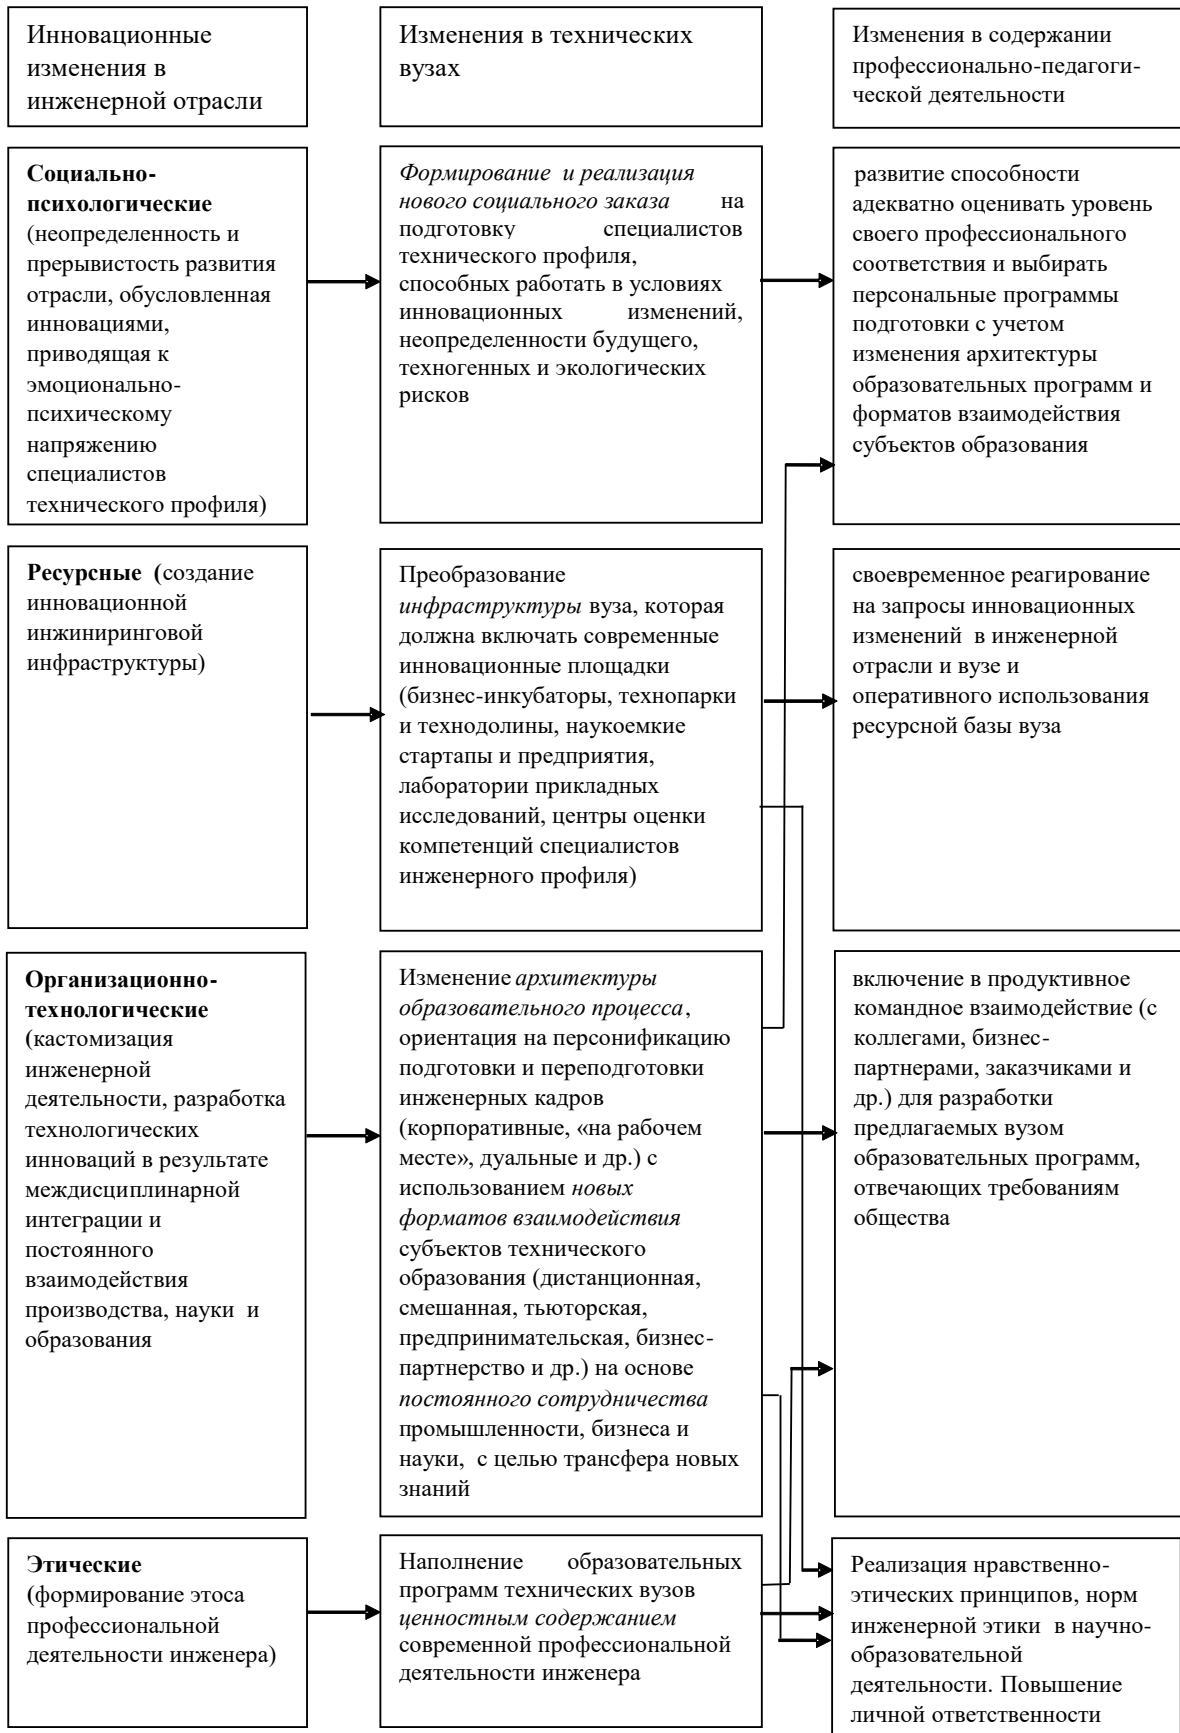 Инновационные
изменения в
инженерной отрасли
Изменения в технических
вузах
Изменения в содержании
профессионально-педагоги-
ческой деятельности
Социально-
психологические
(неопределенность и
прерывистость развития
отрасли, обусловленная
инновациями,
приводящая к
эмоционально-
психическому
напряжению
специалистов
технического профиля)
Формирование и реализация
нового социального заказа на
подготовку специалистов
технического профиля,
способных работать в условиях
инновационных изменений,
неопределенности будущего,
техногенных и экологических
рисков
развитие способности
адекватно оценивать уровень
своего профессионального
соответствия и выбирать
персональные программы
подготовки с учетом
изменения архитектуры
образовательных программ и
форматов взаимодействия
субъектов образования
Ресурсные (создание
инновационной
инжиниринговой
инфраструктуры)
Преобразование
инфраструктуры вуза, которая
должна включать современные
инновационные площадки
(бизнес-инкубаторы, технопарки
и технодолины, наукоемкие
стартапы и предприятия,
лаборатории прикладных
исследований, центры оценки
компетенций специалистов
инженерного профиля)
своевременное реагирование
на запросы инновационных
изменений в инженерной
отрасли и вузе и
оперативного использования
ресурсной базы вуза
Организационно-
технологические
(кастомизация
инженерной
деятельности, разработка
технологических
инноваций в результате
междисциплинарной
интеграции и
постоянного
взаимодействия
производства, науки и
образования
Изменение архитектуры
образовательного процесса,
ориентация на персонификацию
подготовки и переподготовки
инженерных кадров
(корпоративные, «на рабочем
месте», дуальные и др.) с
использованием новых
форматов взаимодействия
субъектов технического
образования (дистанционная,
смешанная, тьюторская,
предпринимательская, бизнес-
партнерство и др.) на основе
постоянного сотрудничества
промышленности, бизнеса и
науки, с целью трансфера новых
знаний
включение в продуктивное
командное взаимодействие (с
коллегами, бизнес-
партнерами, заказчиками и
др.) для разработки
предлагаемых вузом
образовательных программ,
отвечающих требованиям
общества
Этические
(формирование этоса
профессиональной
деятельности инженера)
Наполнение образовательных
программ технических вузов
ценностным содержанием
современной профессиональной
деятельности инженера
Реализация нравственно-
этических принципов, норм
инженерной этики в научно-
образовательной
деятельности. Повышение
личной ответственности